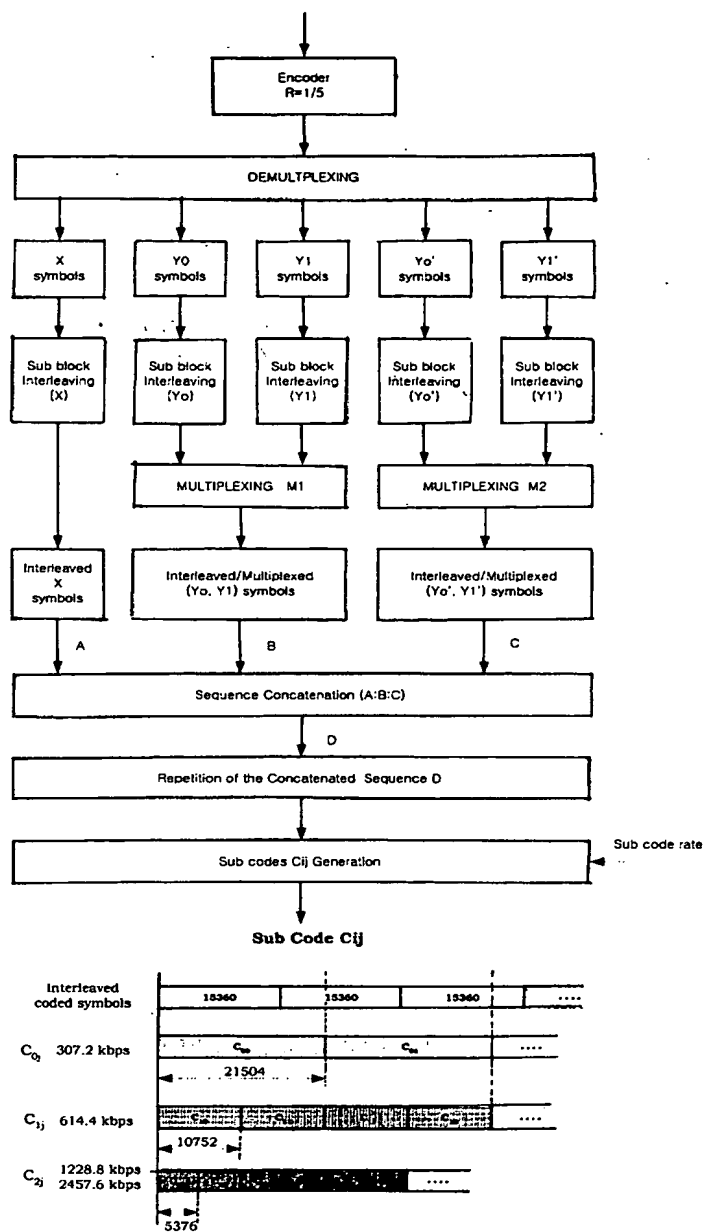 Encoder
R=1/5
DEMULTPLEXING
X
symbols
Y0
symbols
Y1
symbols
Yo'
symbols
Y1'
symbols
Sub block
Interleaving
(X)
Sub block
Interleaving
(Yo)
Sub block
Interleaving
(Y1)
Sub block
Interleaving
(Yo')
Sub block
Interleaving
(Y1')
MULTIPLEXING M1
MULTIPLEXING M2
Interleaved
X
symbols
Interleaved/Multiplexed
(Yo, Y1) symbols
Interleaved/Multiplexed
(Yo', Y1') symbols
A
B
C
Sequence Concatenation (A:B:C)
D
Repetition of the Concatenated Sequence D
Sub codes Cij Generation
Sub code rate
Sub Code Cij
Interleaved
coded symbols
15360
15360
15360
....
C0j 307.2 kbps
....
21504
C1j 614.4 kbps
....
10752
C2j
1228.8 kbps
2457.6 kbps
....
5376